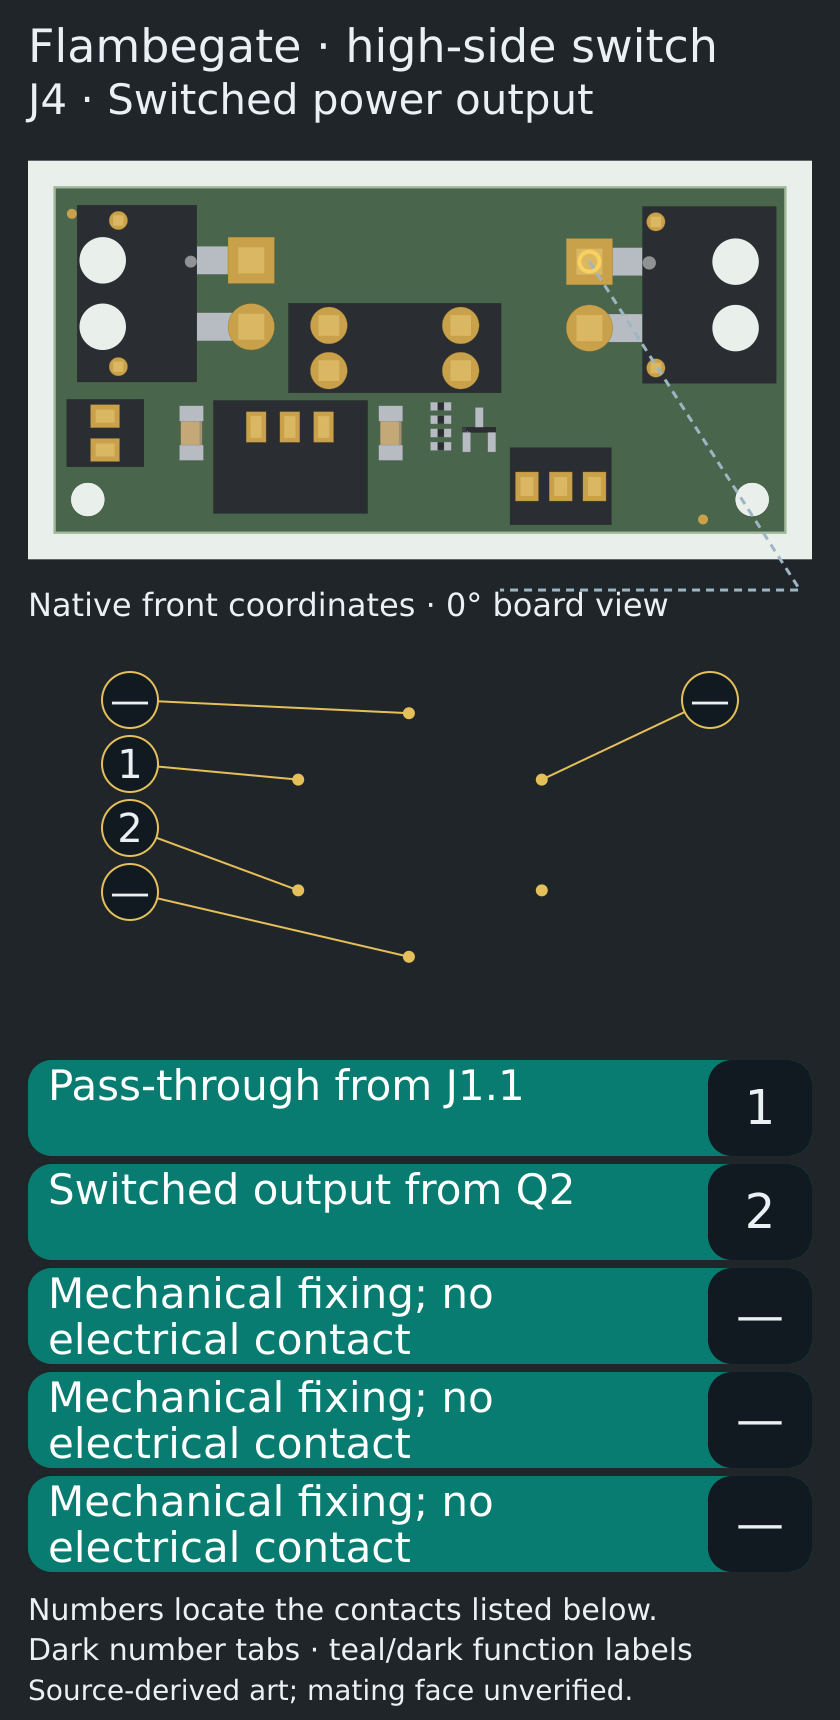 Flambegate · high-side switch
J4 · Switched power output
Native front coordinates · 0° board view
—
—
1
2
—
Pass-through from J1.1
1
Switched output from Q2
2
Mechanical fixing; no
electrical contact
—
Mechanical fixing; no
electrical contact
—
Mechanical fixing; no
electrical contact
—
Numbers locate the contacts listed below.
Dark number tabs · teal/dark function labels
Source-derived art; mating face unverified.